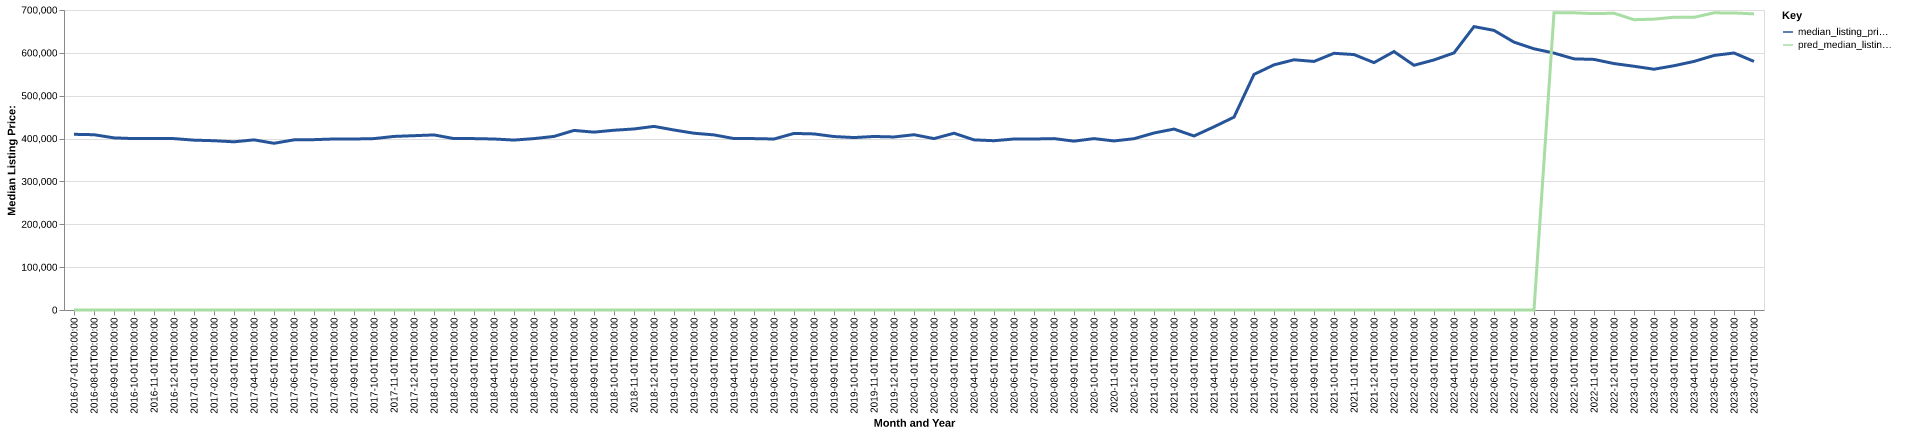 700,000
600,000
500,000
400,000
300,000
200,000
100,000
0
Median Listing Price:
2016-07-01T00:00:00
2016-08-01T00:00:00
2016-09-01T00:00:00
2016-10-01T00:00:00
2016-11-01T00:00:00
2016-12-01T00:00:00
2017-01-01T00:00:00
2017-02-01T00:00:00
2017-03-01T00:00:00
2017-04-01T00:00:00
2017-05-01T00:00:00
2017-06-01T00:00:00
2017-07-01T00:00:00
2017-08-01T00:00:00
2017-09-01T00:00:00
2017-10-01T00:00:00
2017-11-01T00:00:00
2017-12-01T00:00:00
2018-01-01T00:00:00
2018-02-01T00:00:00
2018-03-01T00:00:00
2018-04-01T00:00:00
2018-05-01T00:00:00
2018-06-01T00:00:00
2018-07-01T00:00:00
2018-08-01T00:00:00
2018-09-01T00:00:00
2018-10-01T00:00:00
2018-11-01T00:00:00
2018-12-01T00:00:00
2019-01-01T00:00:00
2019-02-01T00:00:00
2019-03-01T00:00:00
2019-04-01T00:00:00
2019-05-01T00:00:00
2019-06-01T00:00:00
2019-07-01T00:00:00
2019-08-01T00:00:00
2019-09-01T00:00:00
2019-10-01T00:00:00
2019-11-01T00:00:00
2019-12-01T00:00:00
2020-01-01T00:00:00
2020-02-01T00:00:00
2020-03-01T00:00:00
2020-04-01T00:00:00
2020-05-01T00:00:00
2020-06-01T00:00:00
2020-07-01T00:00:00
2020-08-01T00:00:00
2020-09-01T00:00:00
2020-10-01T00:00:00
2020-11-01T00:00:00
2020-12-01T00:00:00
2021-01-01T00:00:00
2021-02-01T00:00:00
2021-03-01T00:00:00
2021-04-01T00:00:00
2021-05-01T00:00:00
2021-06-01T00:00:00
2021-07-01T00:00:00
2021-08-01T00:00:00
2021-09-01T00:00:00
2021-10-01T00:00:00
2021-11-01T00:00:00
2021-12-01T00:00:00
2022-01-01T00:00:00
2022-02-01T00:00:00
2022-03-01T00:00:00
2022-04-01T00:00:00
2022-05-01T00:00:00
2022-06-01T00:00:00
2022-07-01T00:00:00
2022-08-01T00:00:00
2022-09-01T00:00:00
2022-10-01T00:00:00
2022-11-01T00:00:00
2022-12-01T00:00:00
2023-01-01T00:00:00
2023-02-01T00:00:00
2023-03-01T00:00:00
2023-04-01T00:00:00
2023-05-01T00:00:00
2023-06-01T00:00:00
2023-07-01T00:00:00
Month and Year
Key
median_listing_pri…
pred_median_listin…